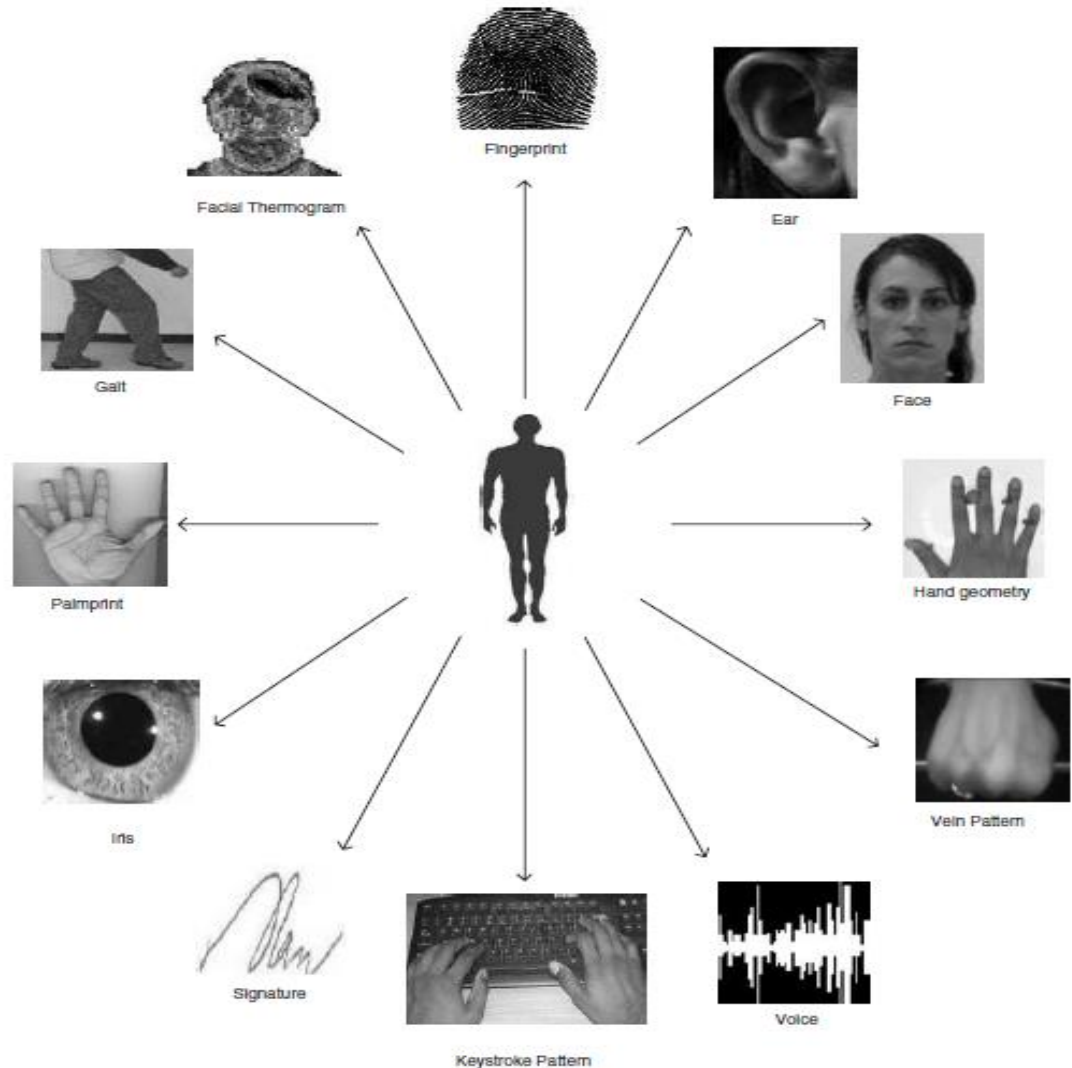 Fingerprint
Facial Thermogram
Ear
Gait
Face
Palmprint
Hand geometry
Iris
Vein Pattern
Signature
Voice
Keystroke Pattern